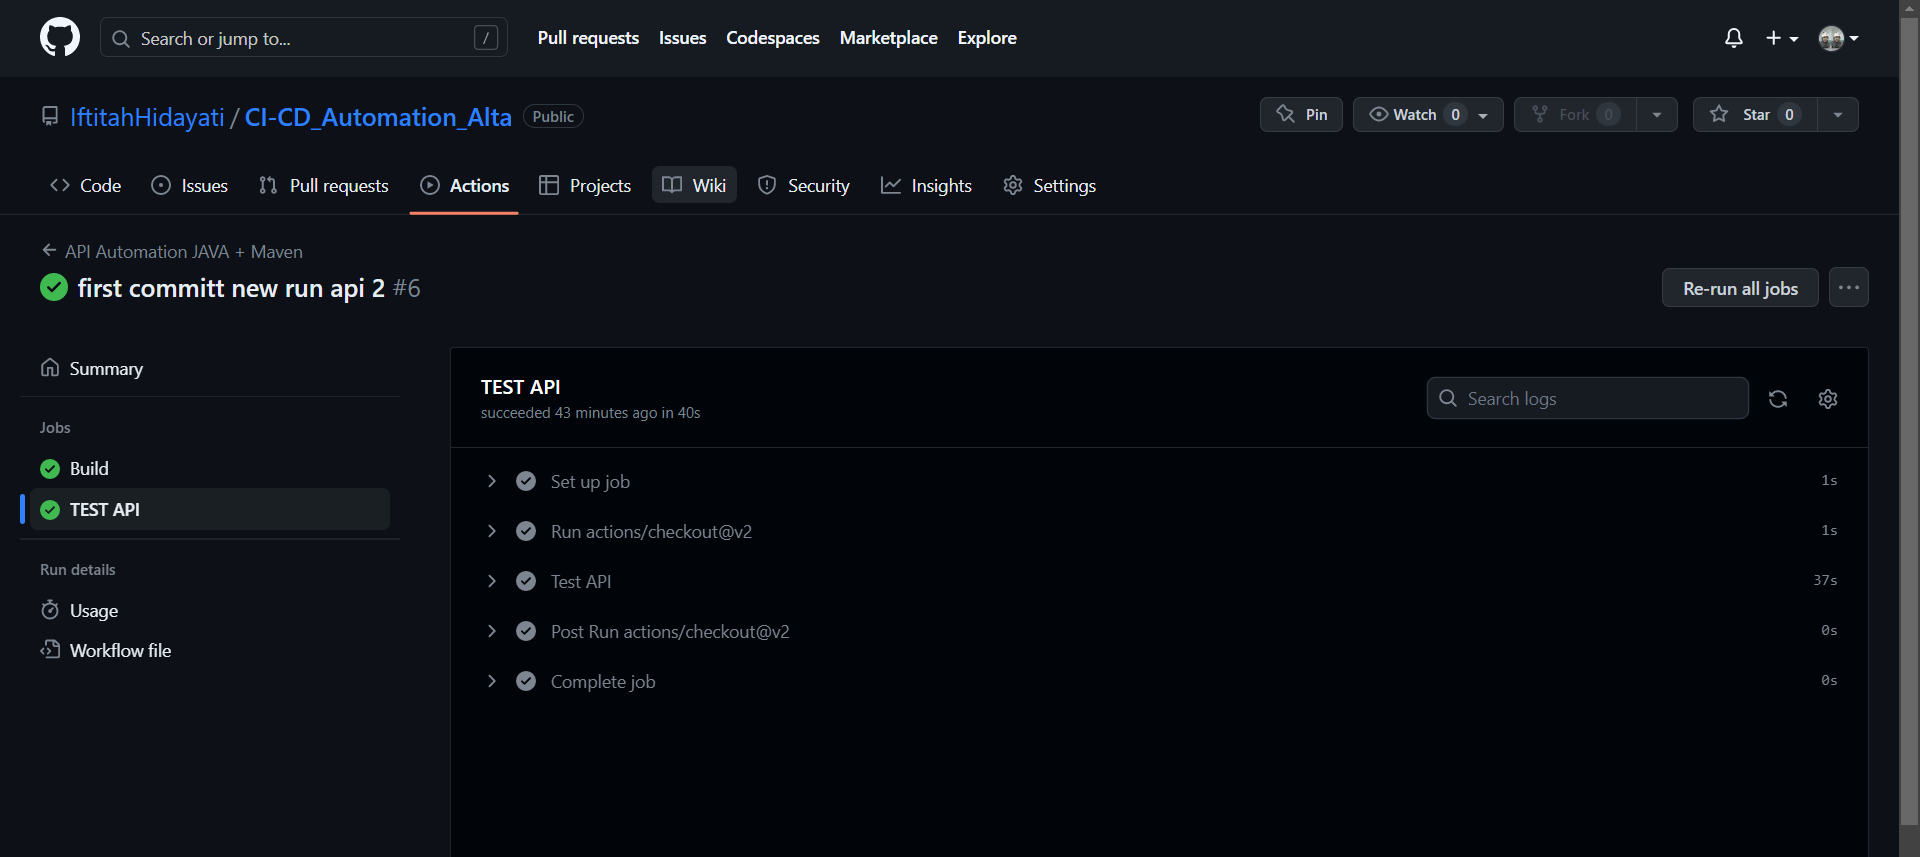 Search or jump to... /
Pull requests Issues Codespaces Marketplace Explore
IftitahHidayati / CI-CD_Automation_Alta Public
Pin Watch 0 Fork 0 Star 0
Code Issues Pull requests Actions Projects Wiki Security Insights Settings
API Automation JAVA + Maven
first committ new run api 2 #6
Re-run all jobs
Summary
Jobs
Build
TEST API
Run details
Usage
Workflow file
TEST API
succeeded 43 minutes ago in 40s
Search logs
Set up job 1s
Run actions/checkout@v2 1s
Test API 37s
Post Run actions/checkout@v2 0s
Complete job 0s